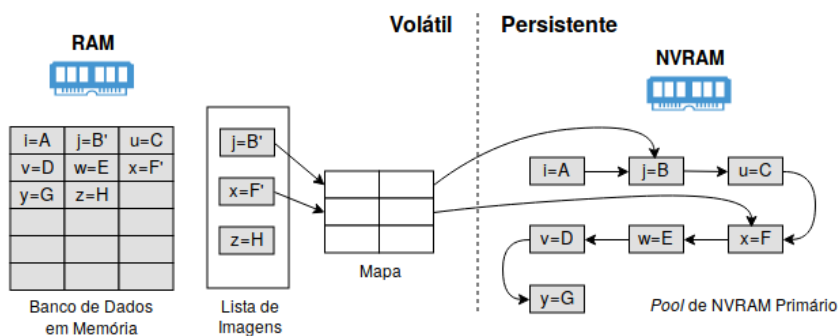 Volátil
Persistente
RAM
NVRAM
i=A j=B' u=C
v=D w=E x=F'
y=G z=H
Banco de Dados
em Memória
j=B'
x=F'
z=H
Lista de
Imagens
Mapa
i=A j=B u=C
v=D w=E x=F
y=G
Pool de NVRAM Primário